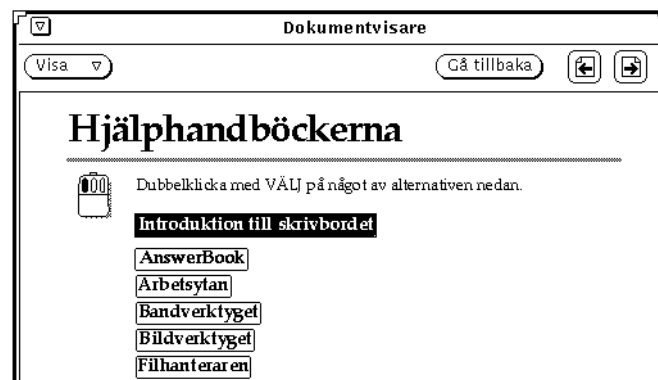 Dokumentvisare
Visa
Gå tillbaka
Hjälphandböckerna
Dubbelklicka med VÄLJ på något av alternativen nedan.
Introduktion till skrivbordet
AnswerBook
Arbetsytan
Bandverktyget
Bildverktyget
Filhanteraren